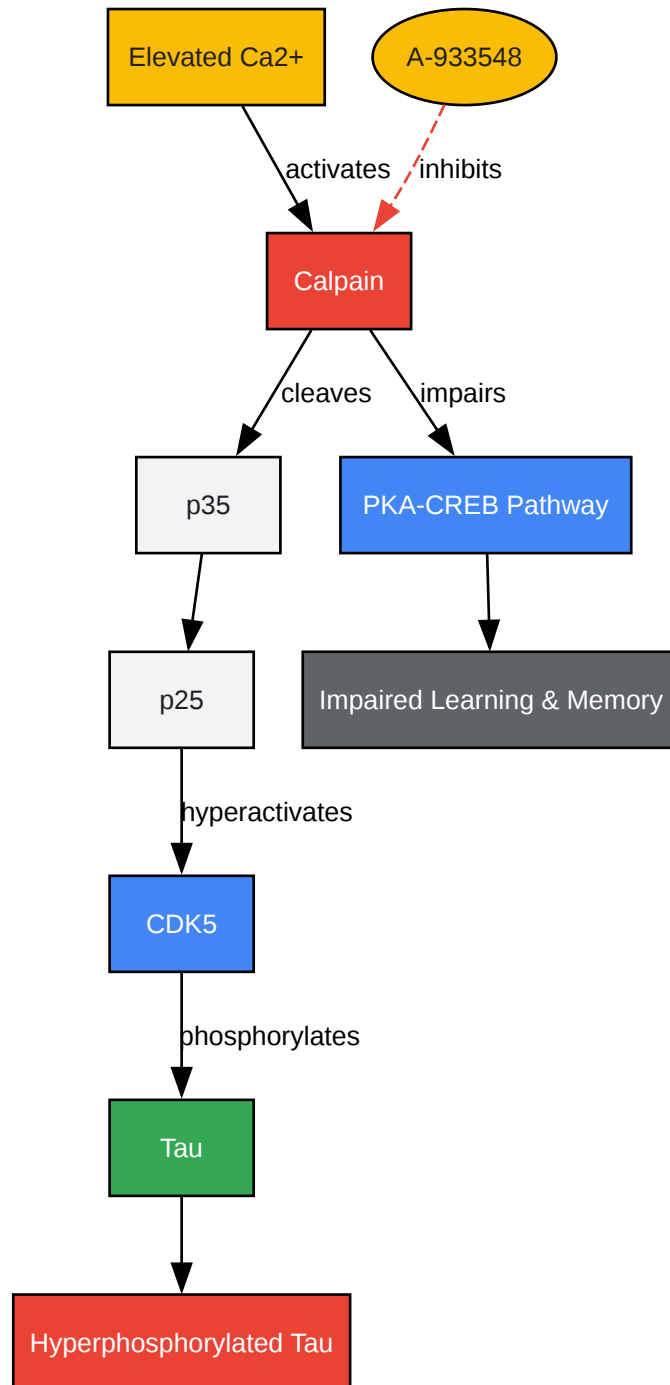 Elevated Ca2+
A-933548
activates
inhibits
Calpain
cleaves
impairs
p35
PKA-CREB Pathway
p25
Impaired Learning & Memory
hyperactivates
CDK5
phosphorylates
Tau
Hyperphosphorylated Tau